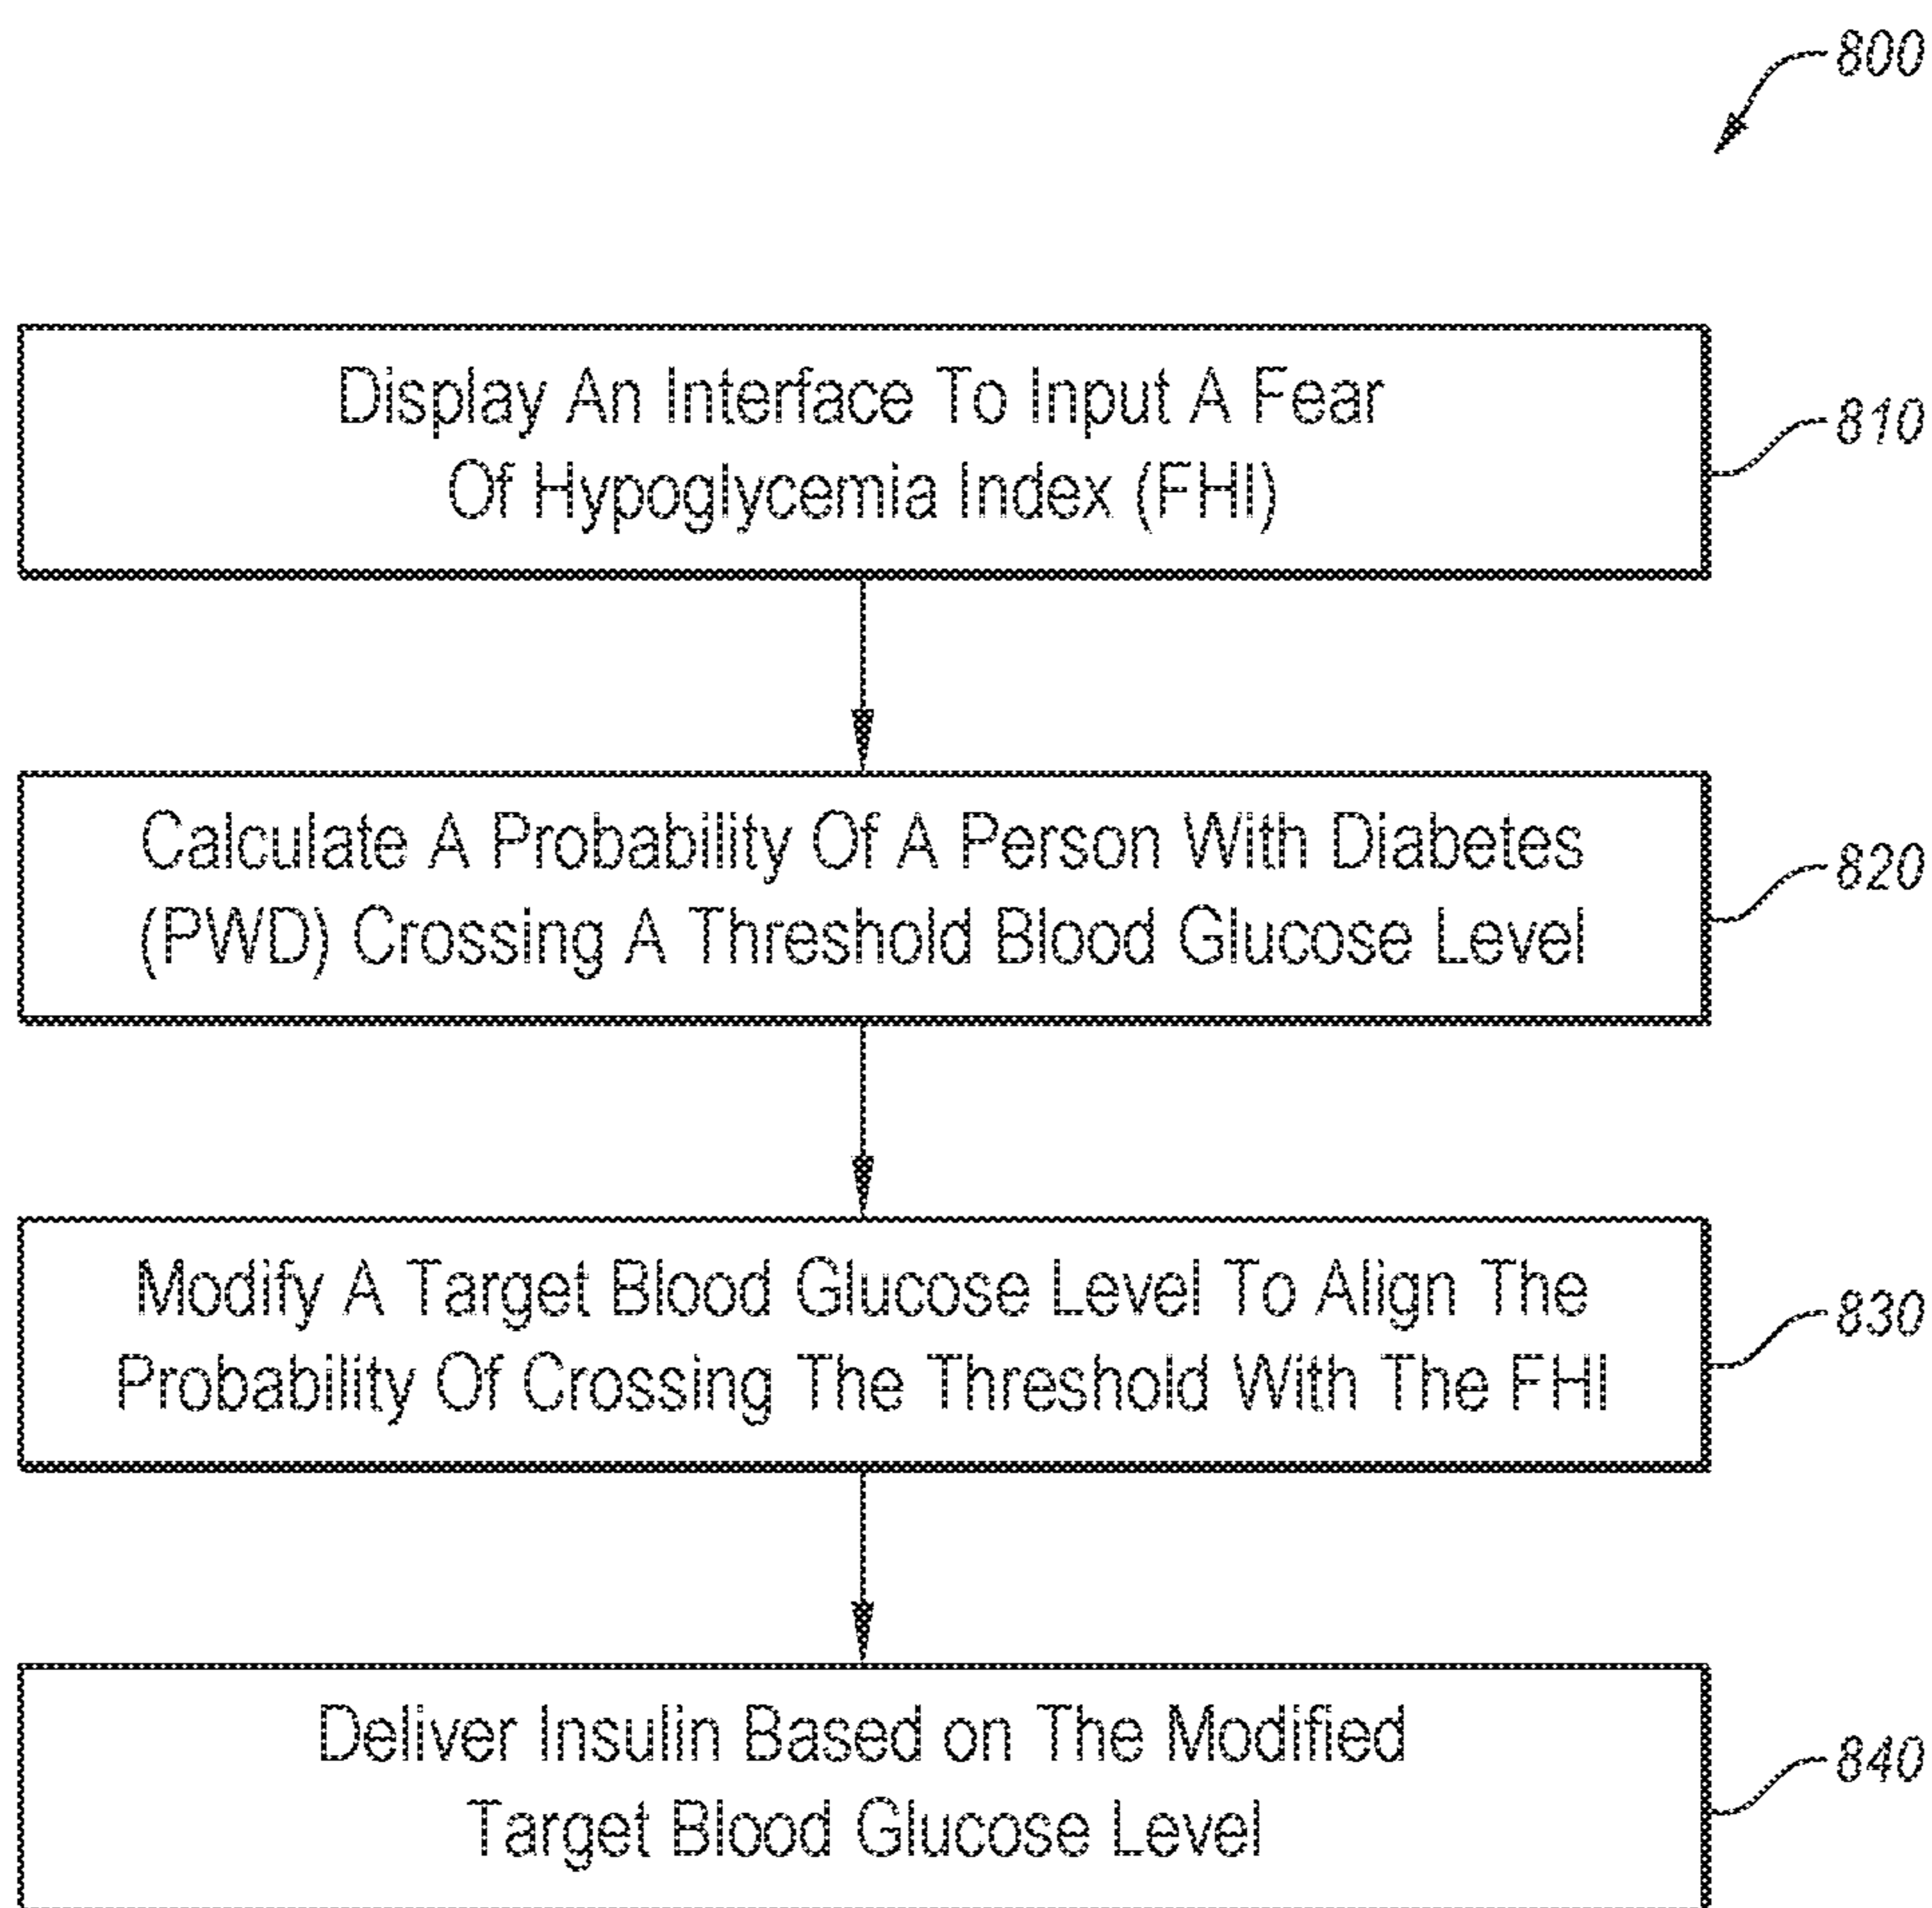 800
Display An Interface To Input A Fear
Of Hypoglycemia Index (FHI)
810
Calculate A Probability Of A Person With Diabetes
(PWD) Crossing A Threshold Blood Glucose Level
820
Modify A Target Blood Glucose Level To Align The
Probability Of Crossing The Threshold With The FHI
830
Deliver Insulin Based on The Modified
Target Blood Glucose Level
840